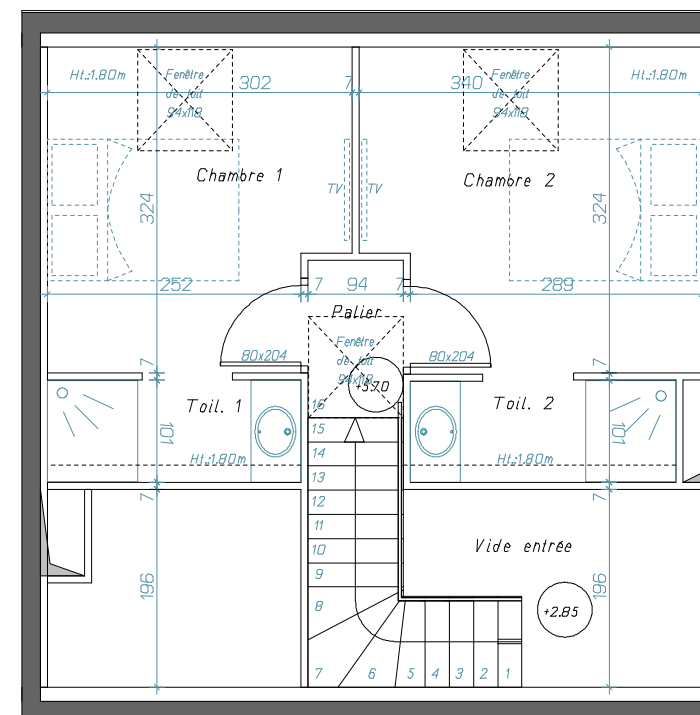 Ht.:1.80m
Fenêtre
de toit
94x118
302
7
340
Fenêtre
de toit
94x118
Ht.:1.80m
Chambre 1
TV
TV
Chambre 2
324
324
252
7
94
7
289
Palier
Fenêtre
de toit
94x118
80x204
80x204
7
7
16
Toil. 1
Toil. 2
101
101
15
14
13
12
11
10
9
8
7
6
5
4
3
2
1
Ht.:1.80m
Ht.:1.80m
7
7
Vide entrée
196
196
+2.85